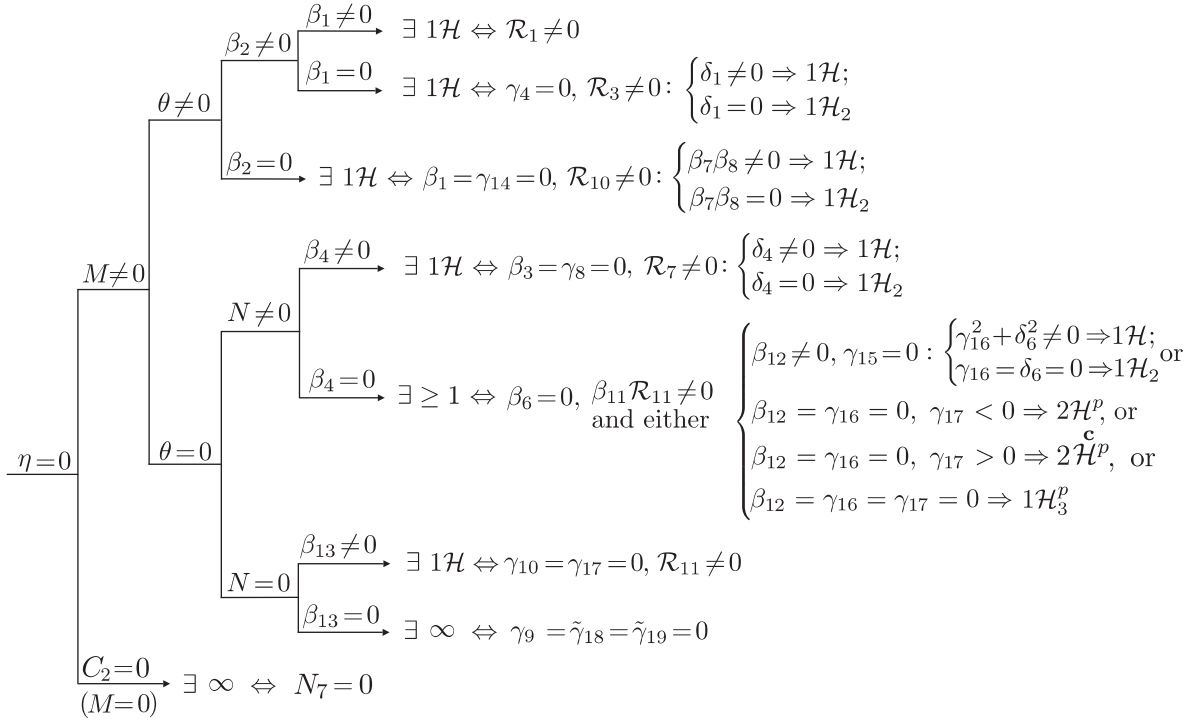 β₁≠0
∃ 1ℋ ⇔ ℛ₁≠0
β₂≠0
β₁=0
∃ 1ℋ ⇔ γ₄=0, ℛ₃≠0:
δ₁≠0 ⇒ 1ℋ;
δ₁=0 ⇒ 1ℋ₂
θ≠0
β₂=0
∃ 1ℋ ⇔ β₁=γ₁₄=0, ℛ₁₀≠0:
β₇β₈≠0 ⇒ 1ℋ;
β₇β₈=0 ⇒ 1ℋ₂
M≠0
β₄≠0
∃ 1ℋ ⇔ β₃=γ₈=0, ℛ₇≠0:
δ₄≠0 ⇒ 1ℋ;
δ₄=0 ⇒ 1ℋ₂
N≠0
β₄=0
∃ ≥ 1 ⇔ β₆=0, β₁₁ℛ₁₁≠0
and either
β₁₂≠0, γ₁₅=0 :
γ₁₆²+δ₆²≠0 ⇒1ℋ;
γ₁₆=δ₆=0 ⇒1ℋ₂
or
β₁₂ = γ₁₆ = 0, γ₁₇ < 0 ⇒ 2ℋᵖ, or
β₁₂ = γ₁₆ = 0, γ₁₇ > 0 ⇒ 2ℋ̊ᶜᵖ, or
β₁₂ = γ₁₆ = γ₁₇ = 0 ⇒ 1ℋ₃ᵖ
η=0
θ=0
β₁₃≠0
∃ 1ℋ ⇔ γ₁₀=γ₁₇=0, ℛ₁₁≠0
N=0
β₁₃=0
∃ ∞ ⇔ γ₉ =γ̃₁₈=γ̃₁₉=0
C₂=0
(M=0)
∃ ∞ ⇔ N₇=0